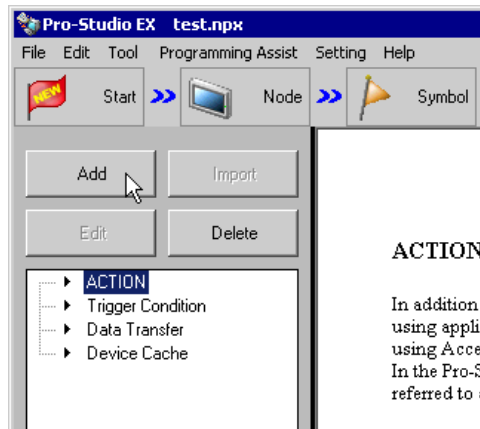 Pro-Studio EX test.npx
File Edit Tool Programming Assist Setting Help
NEW Start Node Symbol
Add Import
Edit Delete
ACTION
Trigger Condition
Data Transfer
Device Cache
ACTION
In addition
using appli
using Acce
In the Pro-S
referred to